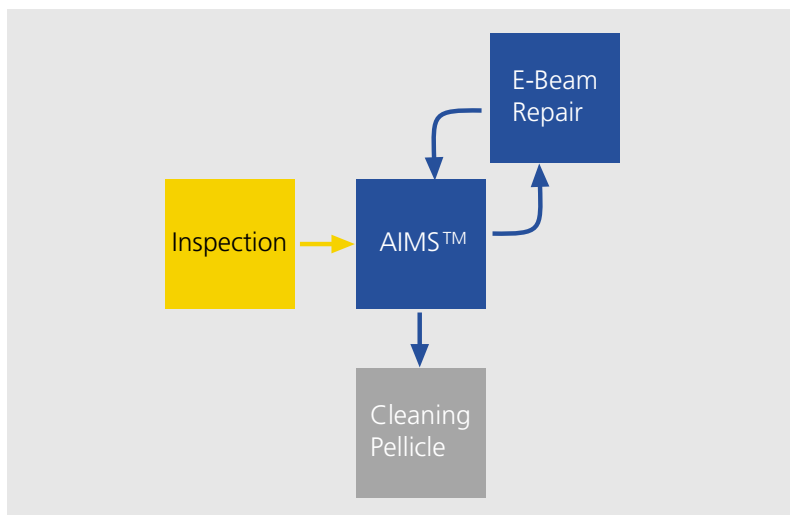 E-Beam
Repair
Inspection
AIMS™
Cleaning
Pellicle